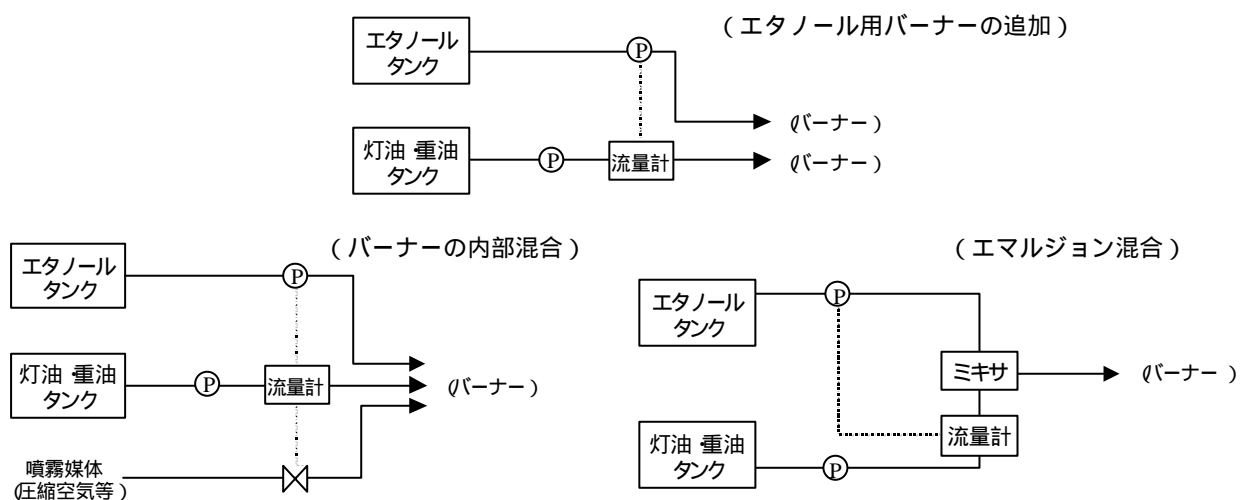 (エタノール用バーナーの追加)
エタノール
タンク
P
(バーナー)
灯油・重油
タンク
P
流量計
(バーナー)
(バーナーの内部混合)
エタノール
タンク
P
灯油・重油
タンク
P
流量計
(バーナー)
噴霧媒体
(圧縮空気等)
(エマルジョン混合)
エタノール
タンク
P
ミキサ
(バーナー)
流量計
灯油・重油
タンク
P